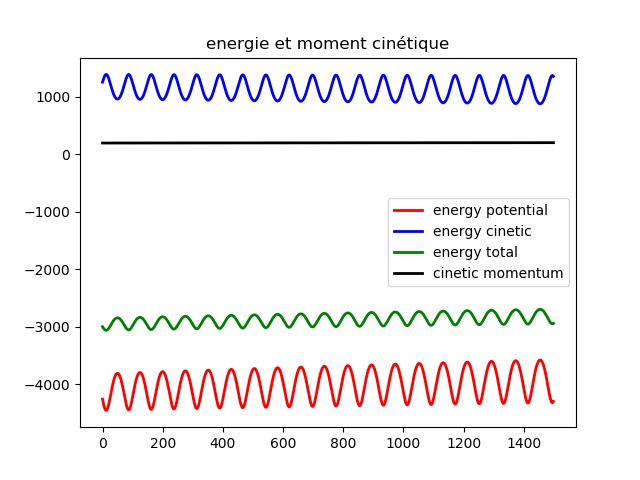 energie et moment cinétique
1000
0
−1000
−2000
−3000
−4000
energy potential
energy cinetic
energy total
cinetic momentum
0 200 400 600 800 1000 1200 1400